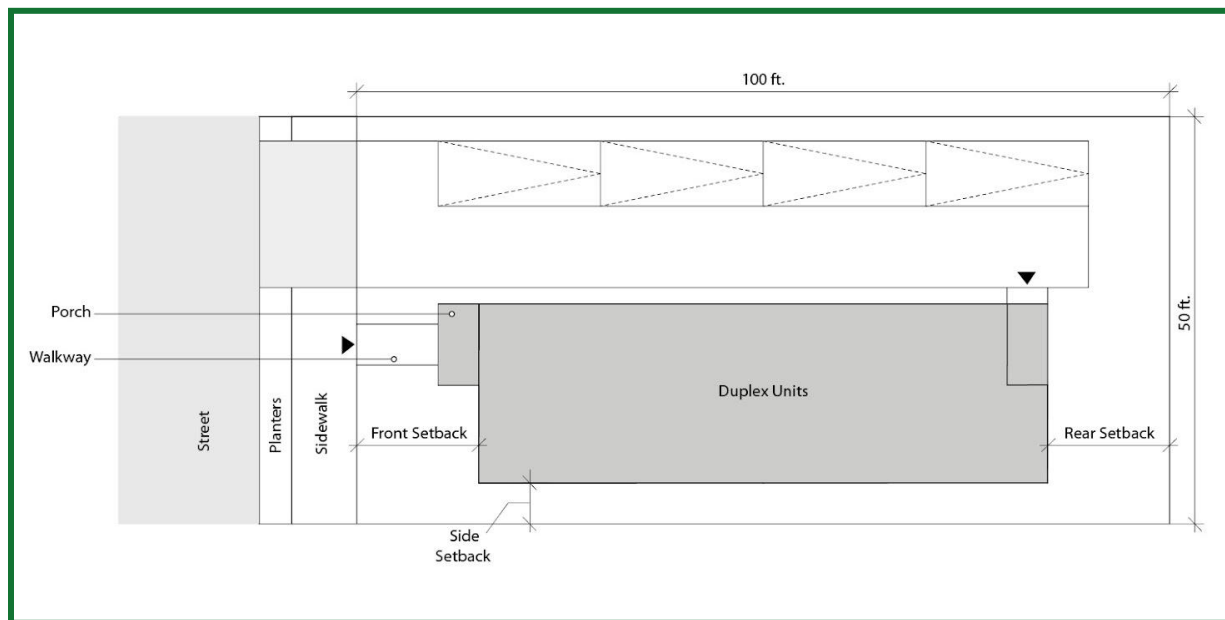 100 ft.
50 ft.
Porch
Walkway
Duplex Units
Street
Planters
Sidewalk
Front Setback
Rear Setback
Side
Setback